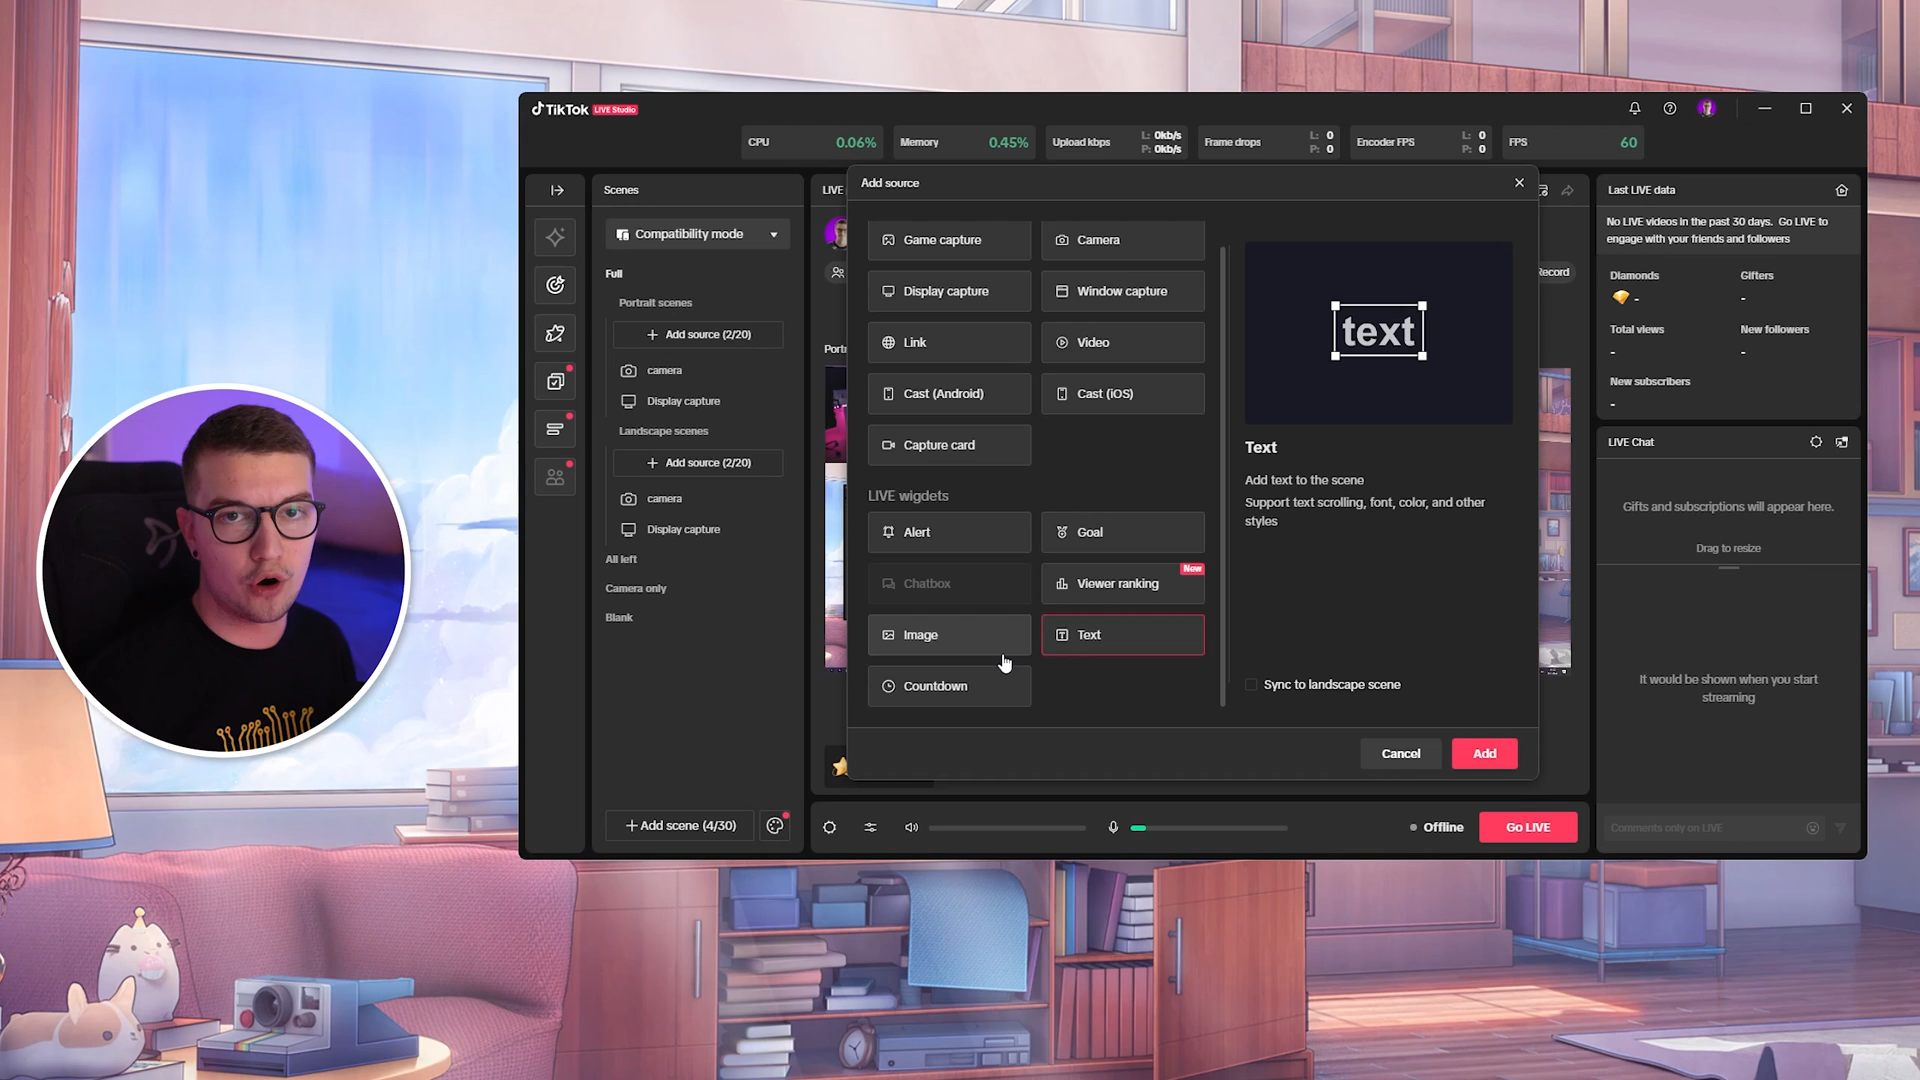 TikTok LIVE Studio
CPU 0.06%
Memory 0.45%
Upload kbps L: 0kb/s P: 0kb/s
Frame drops L: 0 P: 0
Encoder FPS L: 0 P: 0
FPS 60
Scenes
Compatibility mode
Full
Portrait scenes
+ Add source (2/20)
camera
Display capture
Landscape scenes
+ Add source (2/20)
camera
Display capture
All left
Camera only
Blank
+ Add scene (4/30)
LIVE
Add source
Game capture
Camera
Display capture
Window capture
Link
Video
Cast (Android)
Cast (iOS)
Capture card
LIVE wigdets
Alert
Goal
Chatbox
Viewer ranking
New
Image
Text
Countdown
text
Text
Add text to the scene
Support text scrolling, font, color, and other
styles
Sync to landscape scene
Cancel
Add
Offline
Go LIVE
Last LIVE data
No LIVE videos in the past 30 days. Go LIVE to
engage with your friends and followers
Diamonds
-
Gifters
-
Total views
-
New followers
-
New subscribers
-
LIVE Chat
Gifts and subscriptions will appear here.
Drag to resize
It would be shown when you start
streaming
Comments only on LIVE